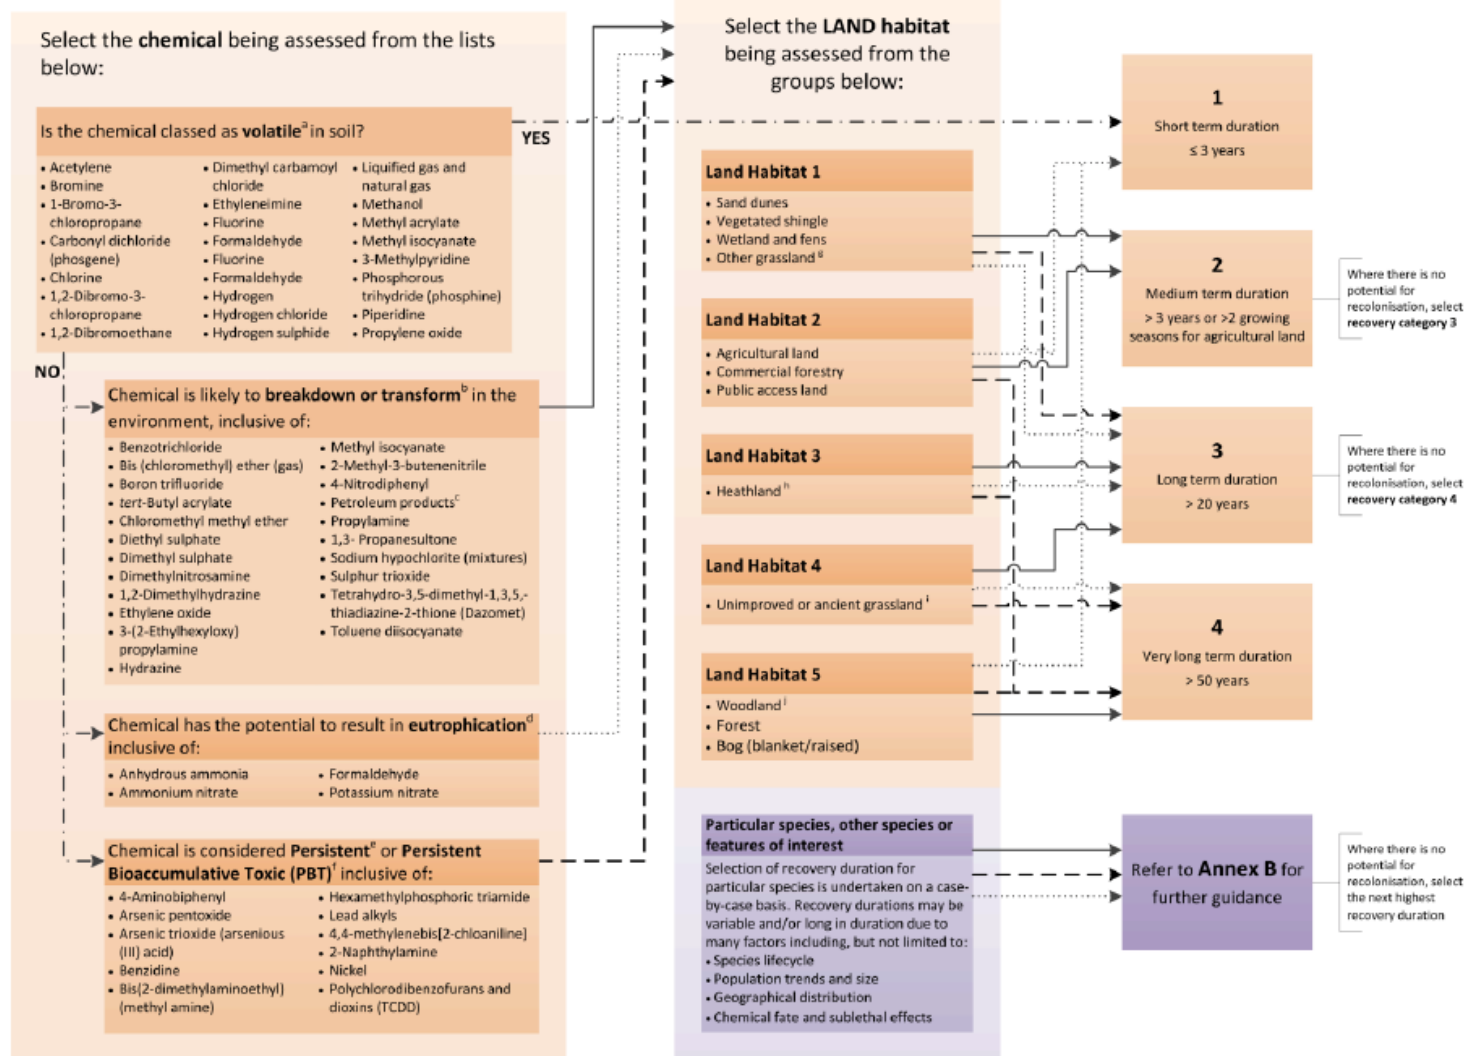 Select the chemical being assessed from the lists
below:
Is the chemical classed as volatileᵃ in soil?
YES
• Acetylene
• Bromine
• 1-Bromo-3-
chloropropane
• Carbonyl dichloride
(phosgene)
• Chlorine
• 1,2-Dibromo-3-
chloropropane
• 1,2-Dibromoethane
• Dimethyl carbamoyl
chloride
• Ethyleneimine
• Fluorine
• Formaldehyde
• Fluorine
• Formaldehyde
• Hydrogen
• Hydrogen chloride
• Hydrogen sulphide
• Liquified gas and
natural gas
• Methanol
• Methyl acrylate
• Methyl isocyanate
• 3-Methylpyridine
• Phosphorous
trihydride (phosphine)
• Piperidine
• Propylene oxide
NO
Chemical is likely to breakdown or transformᵇ in the
environment, inclusive of:
• Benzotrichloride
• Bis (chloromethyl) ether (gas)
• Boron trifluoride
• tert-Butyl acrylate
• Chloromethyl methyl ether
• Diethyl sulphate
• Dimethyl sulphate
• Dimethylnitrosamine
• 1,2-Dimethylhydrazine
• Ethylene oxide
• 3-(2-Ethylhexyloxy)
propylamine
• Hydrazine
• Methyl isocyanate
• 2-Methyl-3-butenenitrile
• 4-Nitrodiphenyl
• Petroleum productsᶜ
• Propylamine
• 1,3- Propanesultone
• Sodium hypochlorite (mixtures)
• Sulphur trioxide
• Tetrahydro-3,5-dimethyl-1,3,5,-
thiadiazine-2-thione (Dazomet)
• Toluene diisocyanate
Chemical has the potential to result in eutrophicationᵈ
inclusive of:
• Anhydrous ammonia
• Ammonium nitrate
• Formaldehyde
• Potassium nitrate
Chemical is considered Persistentᵉ or Persistent
Bioaccumulative Toxic (PBT)ᶠ inclusive of:
• 4-Aminobiphenyl
• Arsenic pentoxide
• Arsenic trioxide (arsenious
(III) acid)
• Benzidine
• Bis(2-dimethylaminoethyl)
(methyl amine)
• Hexamethylphosphoric triamide
• Lead alkyls
• 4,4-methylenebis[2-chloaniline]
• 2-Naphthylamine
• Nickel
• Polychlorodibenzofurans and
dioxins (TCDD)
Select the LAND habitat
being assessed from the
groups below:
Land Habitat 1
• Sand dunes
• Vegetated shingle
• Wetland and fens
• Other grassland ᵍ
Land Habitat 2
• Agricultural land
• Commercial forestry
• Public access land
Land Habitat 3
• Heathland ʰ
Land Habitat 4
• Unimproved or ancient grassland ⁱ
Land Habitat 5
• Woodland ʲ
• Forest
• Bog (blanket/raised)
Particular species, other species or
features of interest
Selection of recovery duration for
particular species is undertaken on a case-
by-case basis. Recovery durations may be
variable and/or long in duration due to
many factors including, but not limited to:
• Species lifecycle
• Population trends and size
• Geographical distribution
• Chemical fate and sublethal effects
1
Short term duration
≤ 3 years
2
Medium term duration
> 3 years or >2 growing
seasons for agricultural land
Where there is no
potential for
recolonisation, select
recovery category 3
3
Long term duration
> 20 years
Where there is no
potential for
recolonisation, select
recovery category 4
4
Very long term duration
> 50 years
Refer to Annex B for
further guidance
Where there is no
potential for
recolonisation, select
the next highest
recovery duration